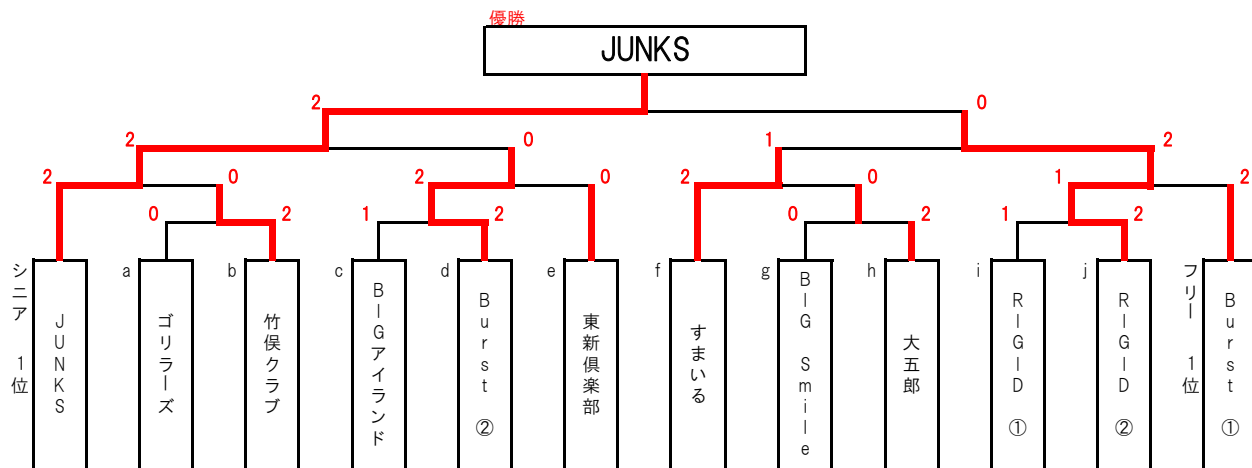 優勝
JUNKS
2 0
2 0 1 2
2 0 2 0 2 0 1 2
0 2 1 2 0 2 1 2
シニア 1位
JUNKS
a
ゴリラーズ
b
竹俣クラブ
c
BIGアイランド
d
Burst ②
e
東新倶楽部
f
すまいる
g
BIG Smile
h
大五郎
i
RIGID ①
j
RIGID ②
フリー 1位
Burst ①